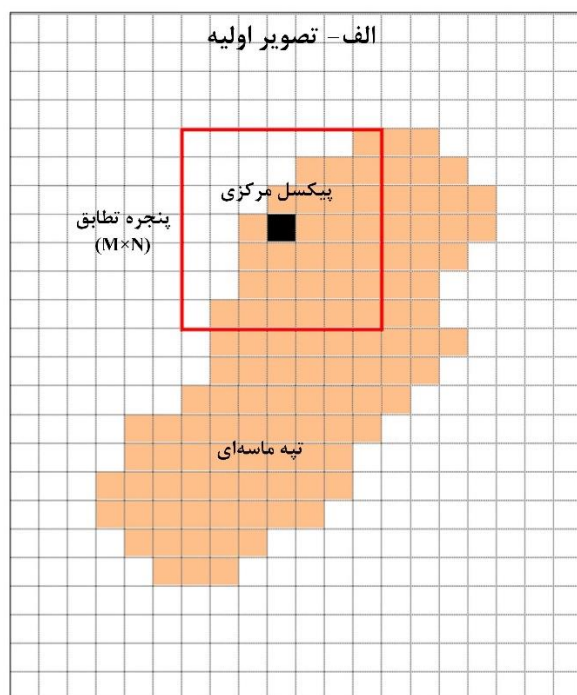 الف- تصویر اولیه
پیکسل مرکزی
پنجره تطابق
(M×N)
تپه ماسه‌ای